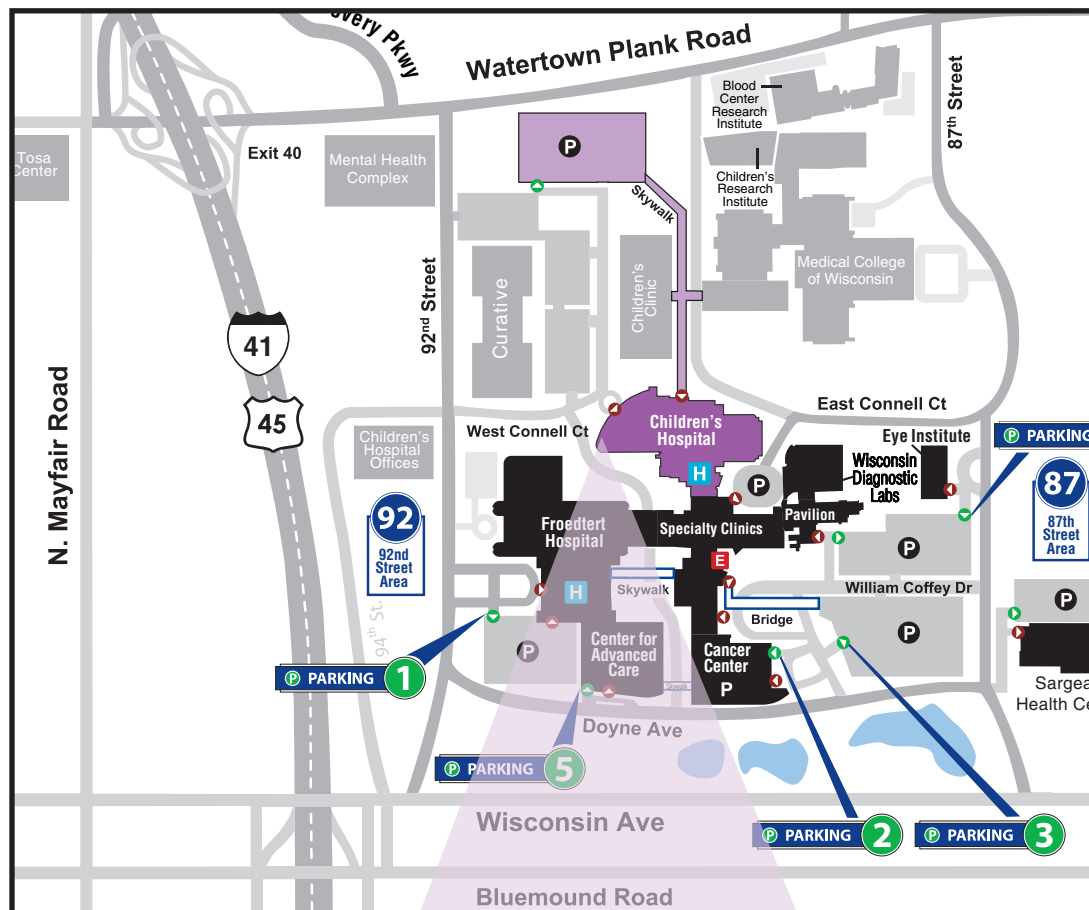 overy Pkwy
Watertown Plank Road
87th Street
Blood
Center
Research
Institute
P
Exit 40
Tosa
Center
Mental Health
Complex
Children's
Research
Institute
Skywalk
92nd Street
Curative
Children's
Clinic
Medical College
of Wisconsin
41
45
N. Mayfair Road
West Connell Ct
Children's
Hospital
East Connell Ct
Children's
Hospital
Offices
H
P
Eye Institute
Wisconsin
Diagnostic
Labs
P PARKING
87
87th
Street
Area
92
92nd
Street
Area
Froedtert
Hospital
Specialty Clinics
Pavilion
P
E
H
Skywalk
William Coffey Dr
Bridge
P
P
94th St.
P
Center for
Advanced
Care
Cancer
Center
P
Skywalk
P PARKING 1
Sargea
Health Ce
Doyne Ave
P PARKING 5
Wisconsin Ave
P PARKING 2
P PARKING 3
Bluemound Road